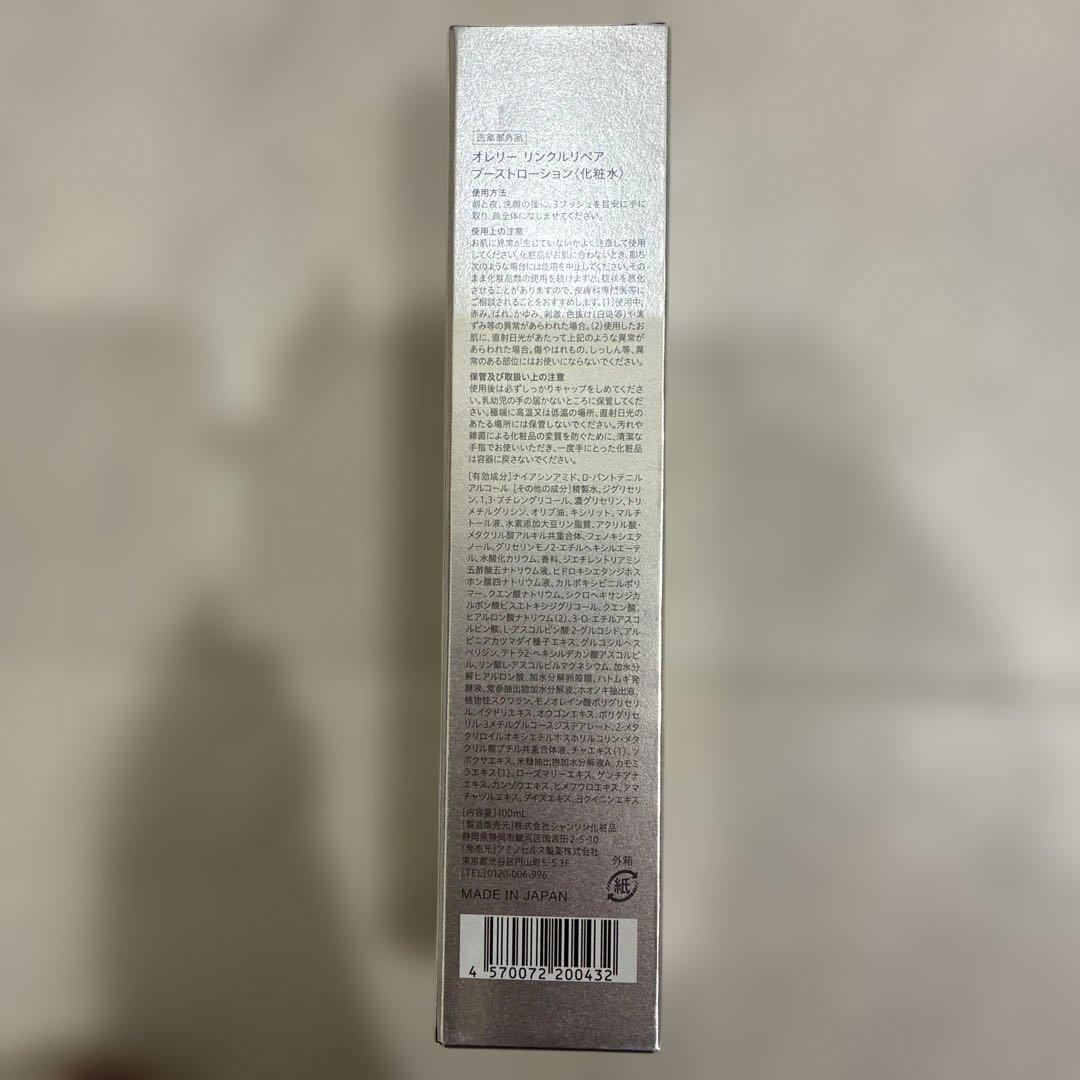 医薬部外品
オレリー リンクルリペア
ブーストローション〈化粧水〉
使用方法
朝と夜、洗顔の後に、3プッシュを目安に手に
取り、顔全体になじませてください。
使用上の注意
お肌に異常が生じていないかよく注意して使用
してください。化粧品がお肌に合わないとき、即ち
次のような場合には使用を中止してください。その
まま化粧品類の使用を続けますと、症状を悪化
させることがありますので、皮膚科専門医等に
ご相談されることをおすすめします。(1)使用中、
赤み、はれ、かゆみ、刺激、色抜け(白斑等)や黒
ずみ等の異常があらわれた場合。(2)使用したお
肌に、直射日光があたって上記のような異常が
あらわれた場合。傷やはれもの、しっしん等、異
常のある部位にはお使いにならないでください。
保管及び取扱い上の注意
使用後は必ずしっかりキャップをしめてくださ
い。乳幼児の手の届かないところに保管してくだ
さい。極端に高温又は低温の場所、直射日光の
あたる場所には保管しないでください。汚れや
雑菌による化粧品の変質を防ぐために、清潔な
手指でお使いいただき、一度手にとった化粧品
は容器に戻さないでください。
[有効成分]ナイアシンアミド、D-パントテニル
アルコール [その他の成分]精製水、ジグリセリ
ン、1,3-ブチレングリコール、濃グリセリン、トリ
メチルグリシン、オリブ油、キシリット、マルチ
トール液、水素添加大豆リン脂質、アクリル酸・
メタクリル酸アルキル共重合体、フェノキシエタ
ノール、グリセリンモノ2-エチルヘキシルエーテ
ル、水酸化カリウム、香料、ジエチレントリアミン
五酢酸五ナトリウム液、ヒドロキシエタンジホス
ホン酸四ナトリウム液、カルボキシビニルポリ
マー、クエン酸ナトリウム、シクロヘキサンジカ
ルボン酸ビスエトキシジグリコール、クエン酸、
ヒアルロン酸ナトリウム(2)、3-O-エチルアスコ
ルビン酸、L-アスコルビン酸 2-グルコシド、アル
ピニアカツマダイ種子エキス、グルコシルヘス
ペリジン、テトラ2-ヘキシルデカン酸アスコルビ
ル、リン酸L-アスコルビルマグネシウム、加水分
解ヒアルロン酸、加水分解卵殻膜、ハトムギ発
酵液、党参抽出物加水分解液、ホオノキ抽出液、
植物性スクワラン、モノオレイン酸ポリグリセリ
ル、イタドリエキス、オウゴンエキス、ポリグリセ
リル-3メチルグルコースジステアレート、2-メタ
クリロイルオキシエチルホスホリルコリン・メタ
クリル酸ブチル共重合体液、チャエキス(1)、ツ
ボクサエキス、米糠抽出物加水分解液A、カモミ
ラエキス(1)、ローズマリーエキス、ゲンチアナ
エキス、カンゾウエキス、ヒメフウロエキス、アマ
チャヅルエキス、ダイズエキス、ヨクイニンエキス
[内容量]100mL
[製造販売元]株式会社シャンソン化粧品
静岡県静岡市駿河区国吉田2-5-10
[発売元]アミノセルス製薬株式会社
東京都渋谷区円山町5-5 3F
[TEL]0120-006-996
外箱
紙
MADE IN JAPAN
4 570072 200432